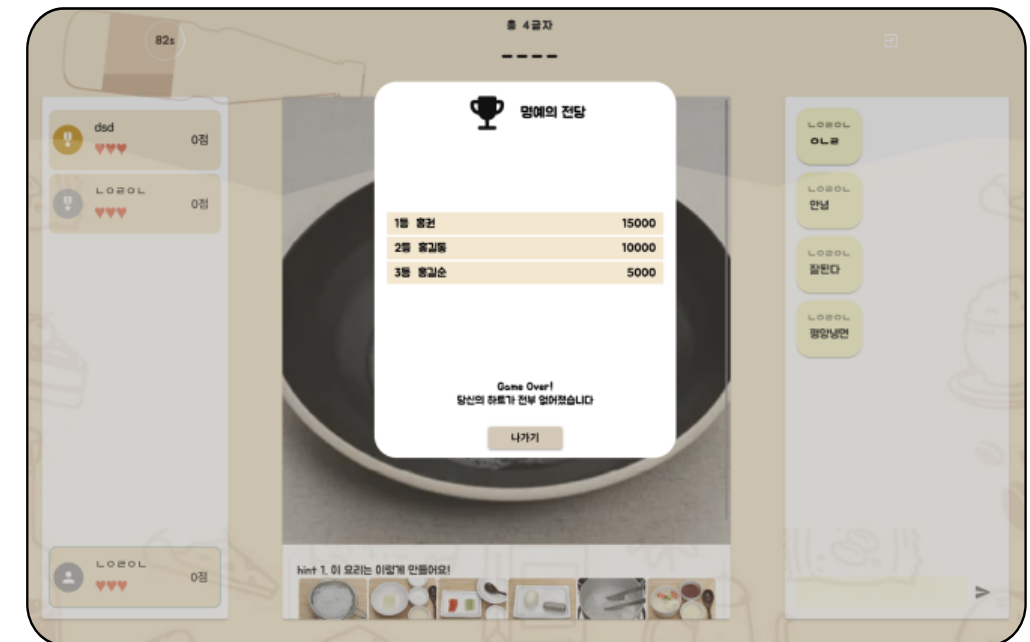 82s
총 4글자
dsd
0점
ㄴㅇㄹㅇㄴ
0점
명예의 전당
1등 홍권 15000
2등 홍길동 10000
3등 홍길순 5000
Game Over!
당신의 하트가 전부 없어졌습니다
나가기
hint 1. 이 요리는 이렇게 만들어요!
ㄴㅇㄹㅇㄴ
ㅇㄴㄹ
ㄴㅇㄹㅇㄴ
안녕
ㄴㅇㄹㅇㄴ
잘된다
ㄴㅇㄹㅇㄴ
평양냉면
ㄴㅇㄹㅇㄴ
0점